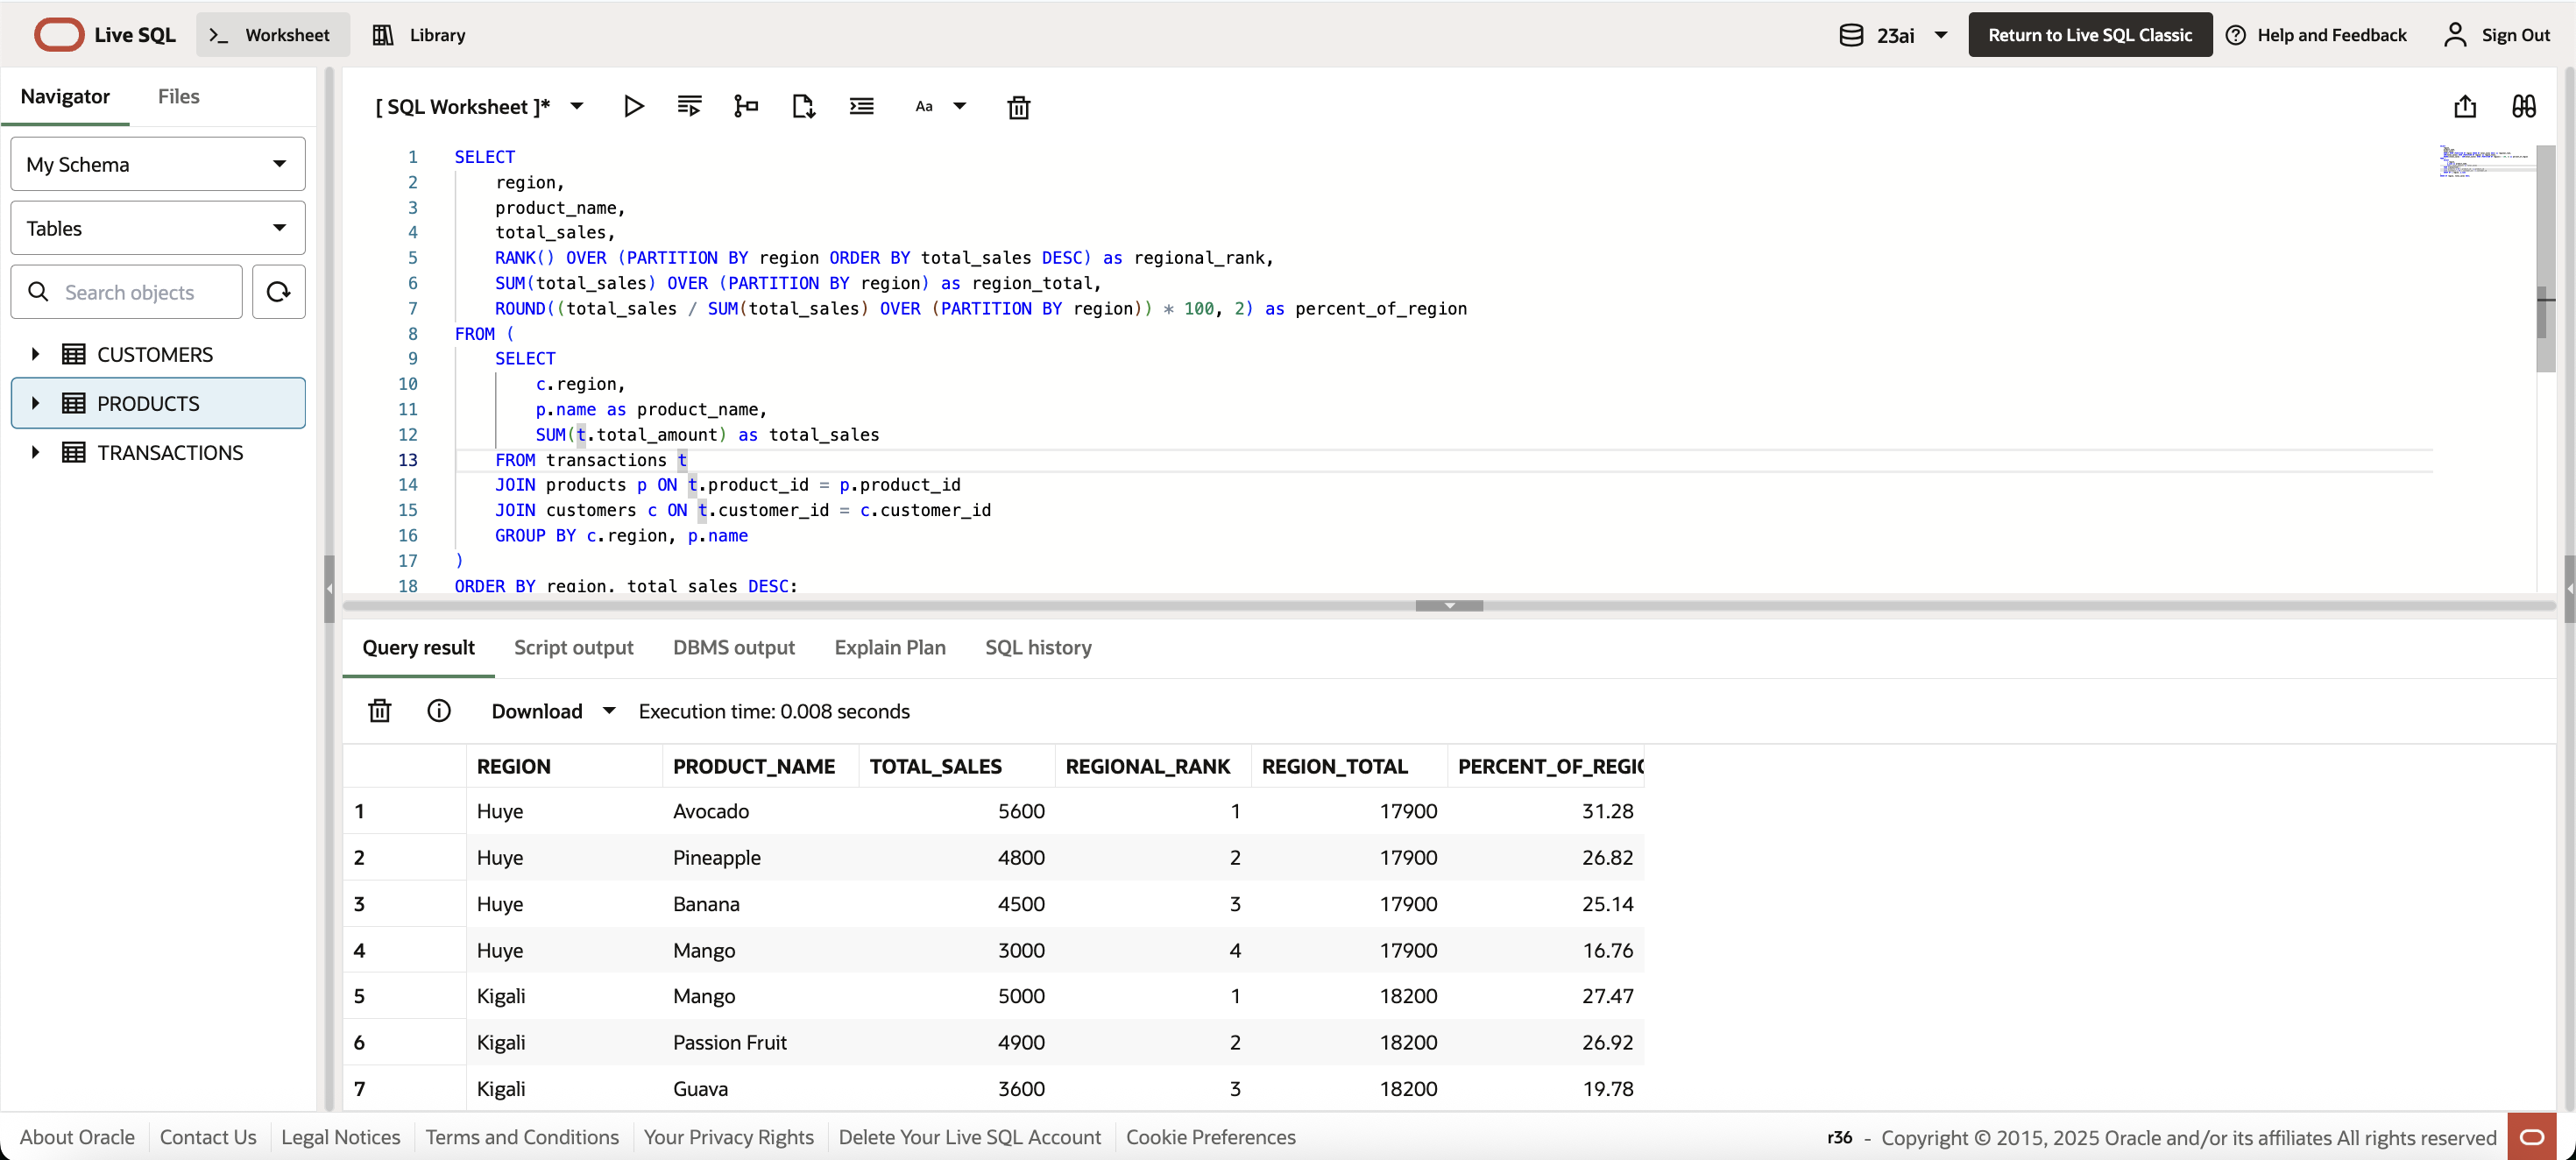 Live SQL
Worksheet
Library
23ai
Return to Live SQL Classic
Help and Feedback
Sign Out
Navigator
Files
My Schema
Tables
Search objects
CUSTOMERS
PRODUCTS
TRANSACTIONS
[ SQL Worksheet ]*
Aa
1 SELECT
2 region,
3 product_name,
4 total_sales,
5 RANK() OVER (PARTITION BY region ORDER BY total_sales DESC) as regional_rank,
6 SUM(total_sales) OVER (PARTITION BY region) as region_total,
7 ROUND((total_sales / SUM(total_sales) OVER (PARTITION BY region)) * 100, 2) as percent_of_region
8 FROM (
9 SELECT
10 c.region,
11 p.name as product_name,
12 SUM(t.total_amount) as total_sales
13 FROM transactions t
14 JOIN products p ON t.product_id = p.product_id
15 JOIN customers c ON t.customer_id = c.customer_id
16 GROUP BY c.region, p.name
17 )
18 ORDER BY region, total_sales DESC;
Query result
Script output
DBMS output
Explain Plan
SQL history
Download
Execution time: 0.008 seconds
REGION PRODUCT_NAME TOTAL_SALES REGIONAL_RANK REGION_TOTAL PERCENT_OF_REGIO
1 Huye Avocado 5600 1 17900 31.28
2 Huye Pineapple 4800 2 17900 26.82
3 Huye Banana 4500 3 17900 25.14
4 Huye Mango 3000 4 17900 16.76
5 Kigali Mango 5000 1 18200 27.47
6 Kigali Passion Fruit 4900 2 18200 26.92
7 Kigali Guava 3600 3 18200 19.78
About Oracle
Contact Us
Legal Notices
Terms and Conditions
Your Privacy Rights
Delete Your Live SQL Account
Cookie Preferences
r36 - Copyright © 2015, 2025 Oracle and/or its affiliates All rights reserved